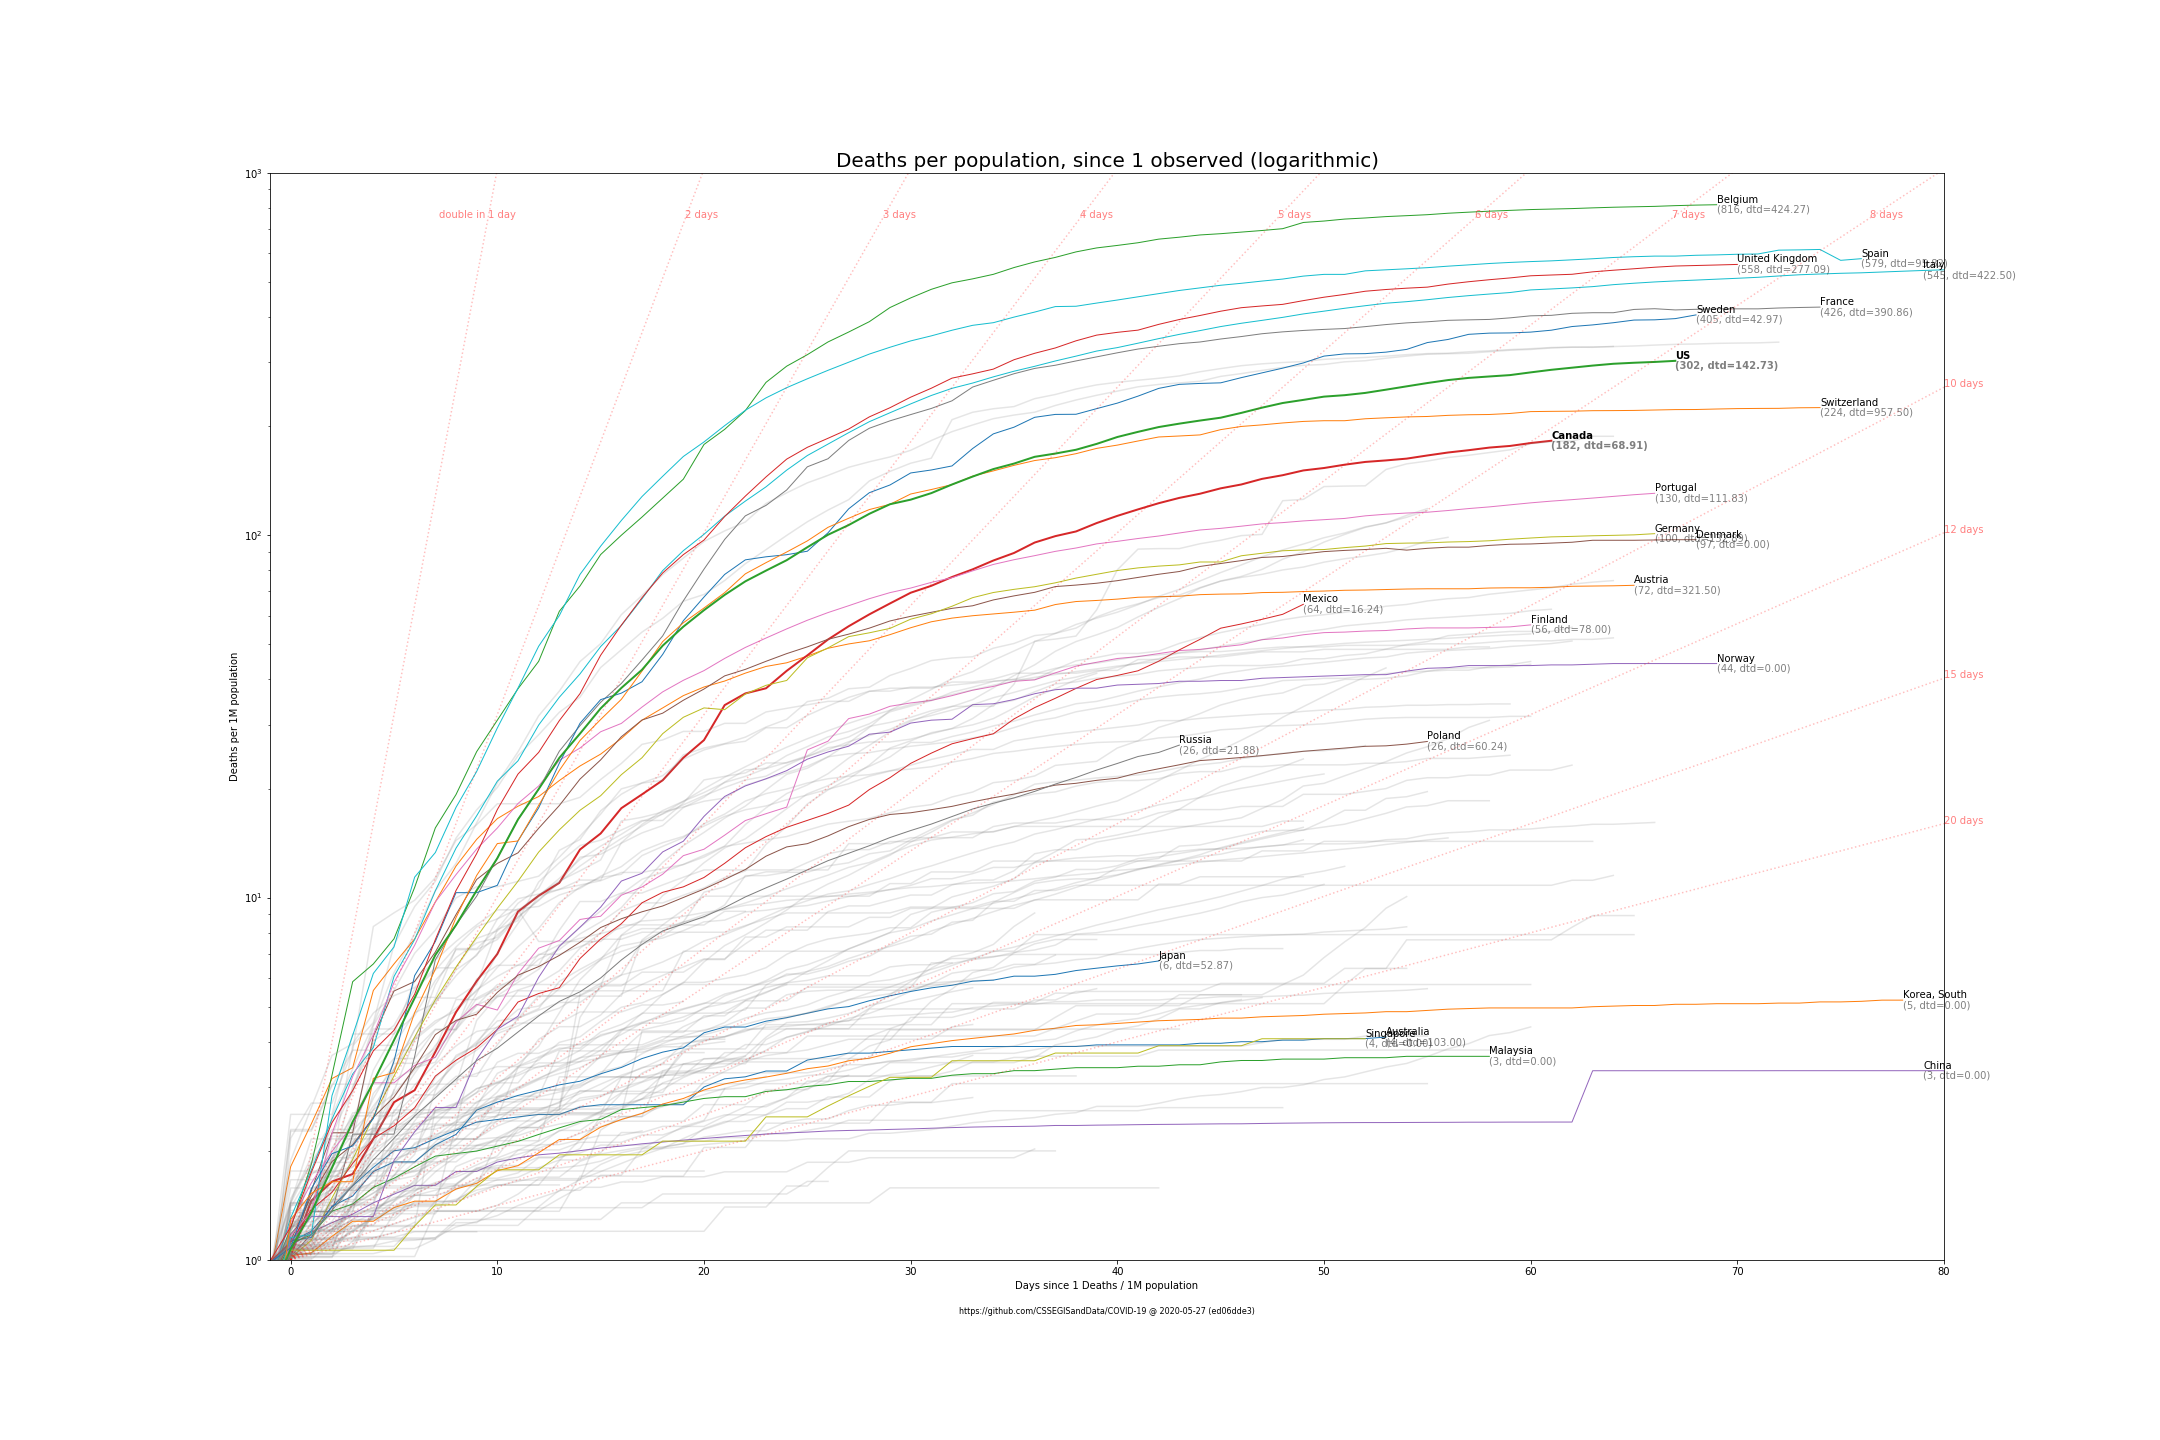 Deaths per population, since 1 observed (logarithmic)
10³
double in 1 day
2 days
3 days
4 days
5 days
6 days
7 days
8 days
Belgium
(816, dtd=424.27)
Spain
(579, dtd=
United Kingdom
(558, dtd=277.09)
Italy
(545, dtd=422.50)
France
(426, dtd=390.86)
Sweden
(405, dtd=42.97)
US
(302, dtd=142.73)
10 days
Switzerland
(224, dtd=957.50)
Canada
(182, dtd=68.91)
Portugal
(130, dtd=111.83)
10²
Germany
(100,
Denmark
(97, dtd=0.00)
12 days
Austria
(72, dtd=321.50)
Mexico
(64, dtd=16.24)
Finland
(56, dtd=78.00)
Norway
(44, dtd=0.00)
15 days
Deaths per 1M population
Russia
(26, dtd=21.88)
Poland
(26, dtd=60.24)
20 days
10¹
Japan
(6, dtd=52.87)
Korea, South
(5, dtd=0.00)
Singapore
(4,
Australia
Malaysia
(3, dtd=0.00)
China
(3, dtd=0.00)
10⁰
0
10
20
30
40
50
60
70
80
Days since 1 Deaths / 1M population
https://github.com/CSSEGISandData/COVID-19 @ 2020-05-27 (ed06dde3)